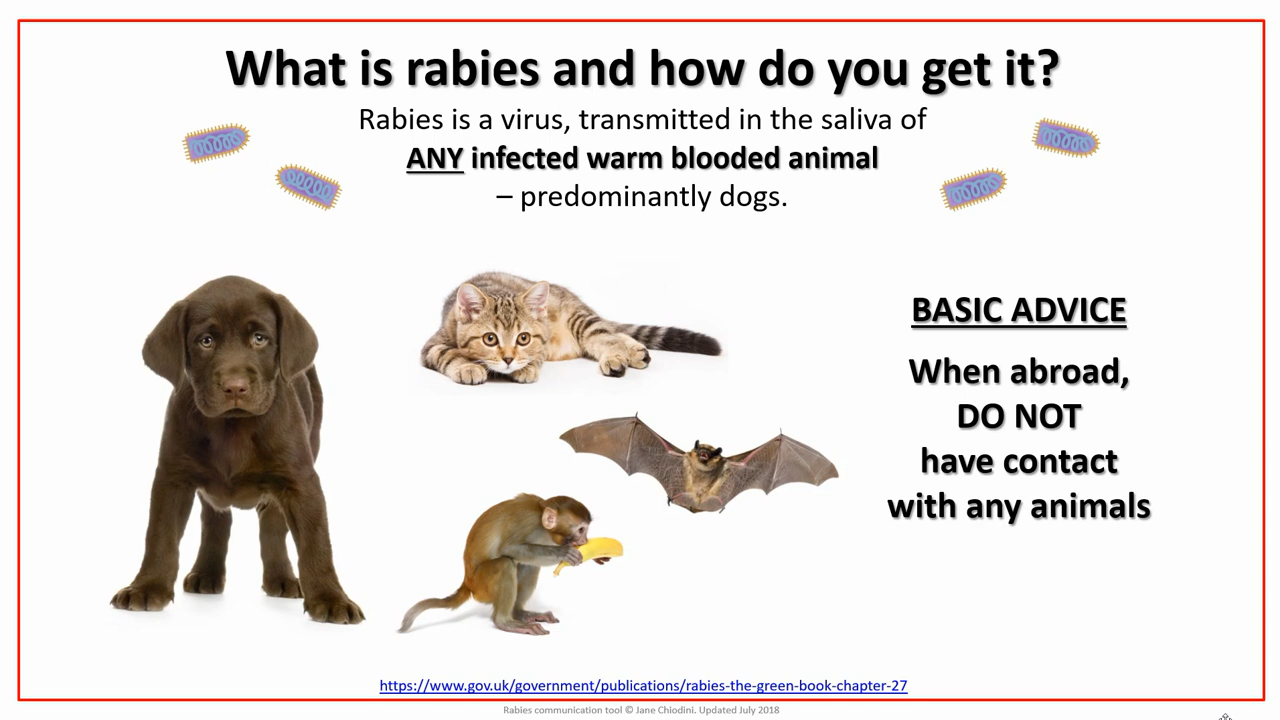 What is rabies and how do you get it?
Rabies is a virus, transmitted in the saliva of
ANY infected warm blooded animal
– predominantly dogs.
BASIC ADVICE
When abroad,
DO NOT
have contact
with any animals
https://www.gov.uk/government/publications/rabies-the-green-book-chapter-27
Rabies communication tool © Jane Chiodini. Updated July 2018